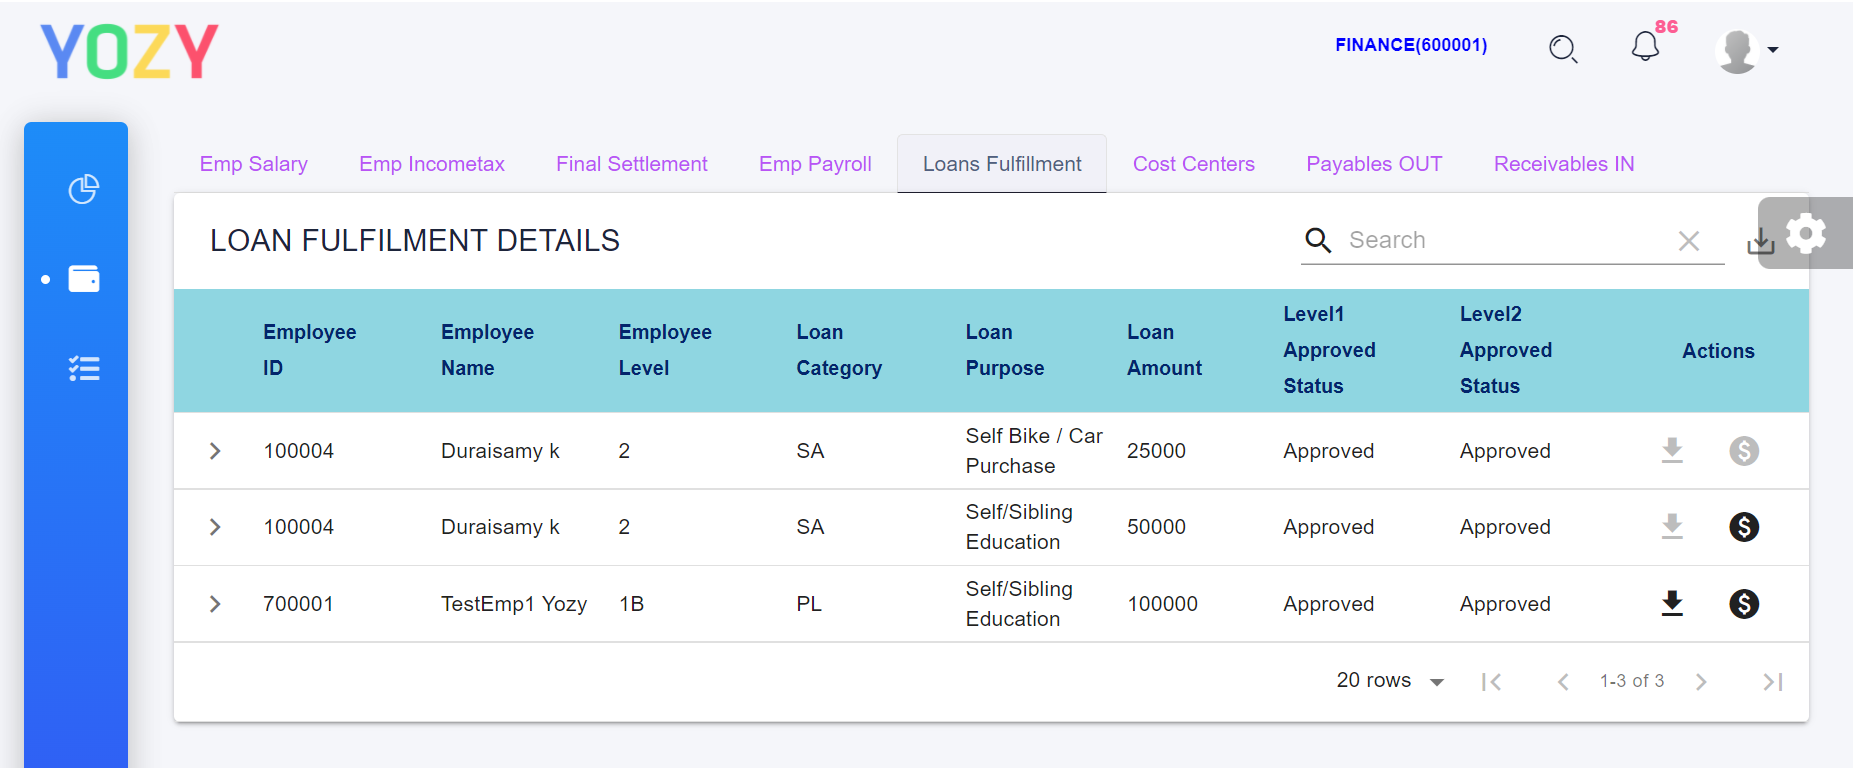 YOZY
FINANCE(600001)
86
Emp Salary Emp Incometax Final Settlement Emp Payroll Loans Fulfillment Cost Centers Payables OUT Receivables IN
LOAN FULFILMENT DETAILS
Search
Employee ID Employee Name Employee Level Loan Category Loan Purpose Loan Amount Level1 Approved Status Level2 Approved Status Actions
100004 Duraisamy k 2 SA Self Bike / Car Purchase 25000 Approved Approved
100004 Duraisamy k 2 SA Self/Sibling Education 50000 Approved Approved
700001 TestEmp1 Yozy 1B PL Self/Sibling Education 100000 Approved Approved
20 rows 1-3 of 3